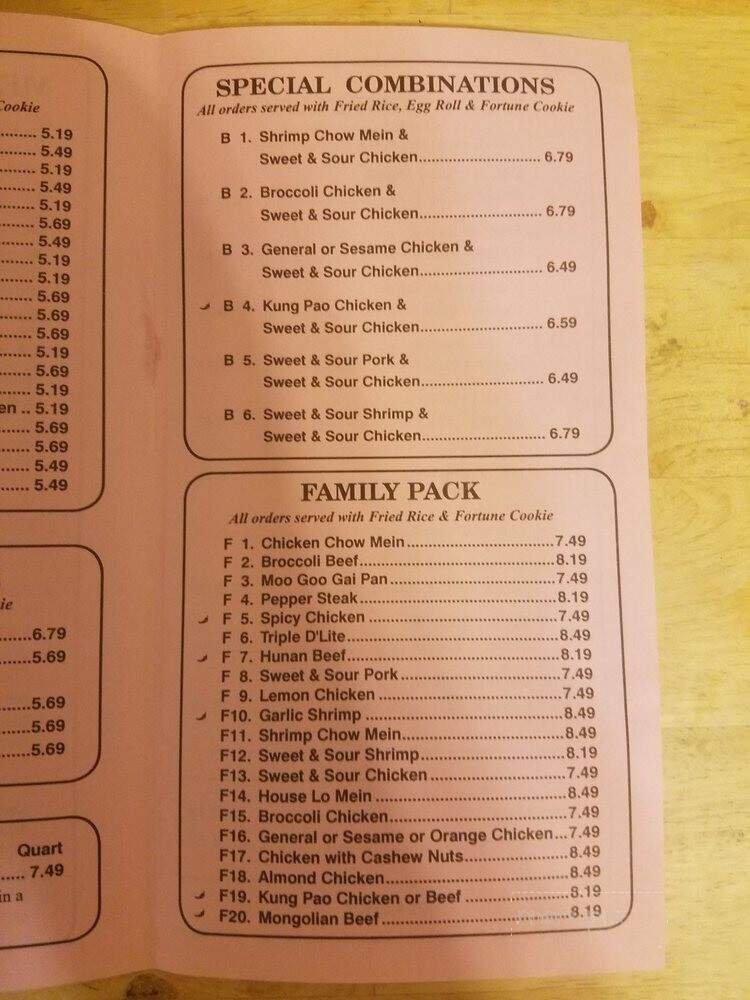 Cookie
......... 5.19
......... 5.49
......... 5.19
......... 5.49
......... 5.19
......... 5.69
......... 5.49
......... 5.19
......... 5.19
......... 5.69
......... 5.69
......... 5.69
......... 5.19
......... 5.69
......... 5.19
en .. 5.19
......... 5.69
......... 5.69
......... 5.49
......... 5.49
ie
......6.79
......5.69
......5.69
......5.69
......5.69
Quart
..... 7.49
in a
SPECIAL COMBINATIONS
All orders served with Fried Rice, Egg Roll & Fortune Cookie
B 1. Shrimp Chow Mein &
Sweet & Sour Chicken............................ 6.79
B 2. Broccoli Chicken &
Sweet & Sour Chicken............................ 6.79
B 3. General or Sesame Chicken &
Sweet & Sour Chicken............................ 6.49
B 4. Kung Pao Chicken &
Sweet & Sour Chicken............................ 6.59
B 5. Sweet & Sour Pork &
Sweet & Sour Chicken............................ 6.49
B 6. Sweet & Sour Shrimp &
Sweet & Sour Chicken............................ 6.79
FAMILY PACK
All orders served with Fried Rice & Fortune Cookie
F 1. Chicken Chow Mein..................................7.49
F 2. Broccoli Beef.............................................8.19
F 3. Moo Goo Gai Pan......................................7.49
F 4. Pepper Steak.............................................8.19
F 5. Spicy Chicken ...........................................7.49
F 6. Triple D'Lite................................................8.49
F 7. Hunan Beef................................................8.19
F 8. Sweet & Sour Pork.....................................7.49
F 9. Lemon Chicken ..........................................7.49
F10. Garlic Shrimp .............................................8.49
F11. Shrimp Chow Mein.....................................8.49
F12. Sweet & Sour Shrimp.................................8.19
F13. Sweet & Sour Chicken ...............................7.49
F14. House Lo Mein ...........................................8.49
F15. Broccoli Chicken.........................................7.49
F16. General or Sesame or Orange Chicken...7.49
F17. Chicken with Cashew Nuts........................8.49
F18. Almond Chicken..........................................8.49
F19. Kung Pao Chicken or Beef ........................8.19
F20. Mongolian Beef...........................................8.19